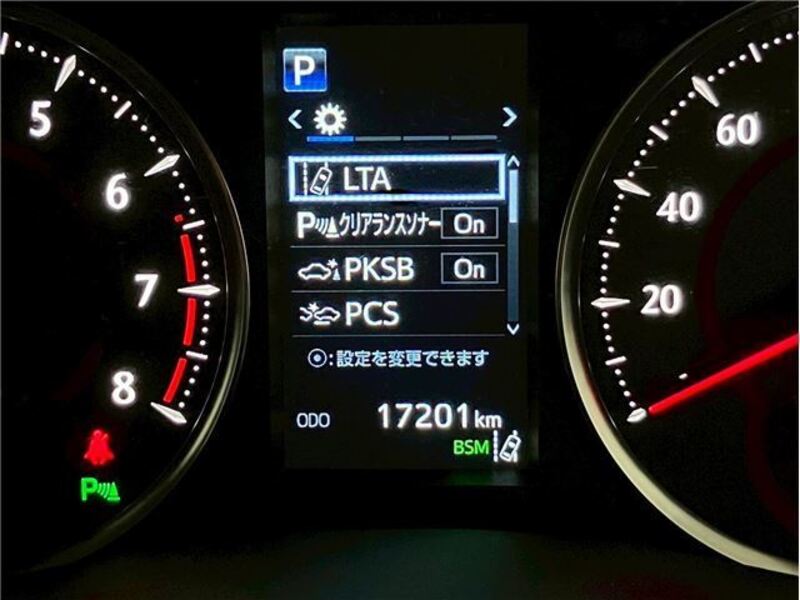 P
LTA
P クリアランスソナー On
PKSB On
PCS
:設定を変更できます
ODO 17201km
BSM
5
6
7
8
P
60
40
20